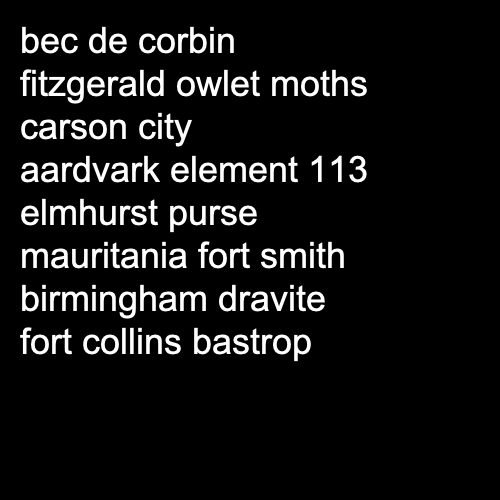 bec de corbin
fitzgerald owlet moths
carson city
aardvark element 113
elmhurst purse
mauritania fort smith
birmingham dravite
fort collins bastrop